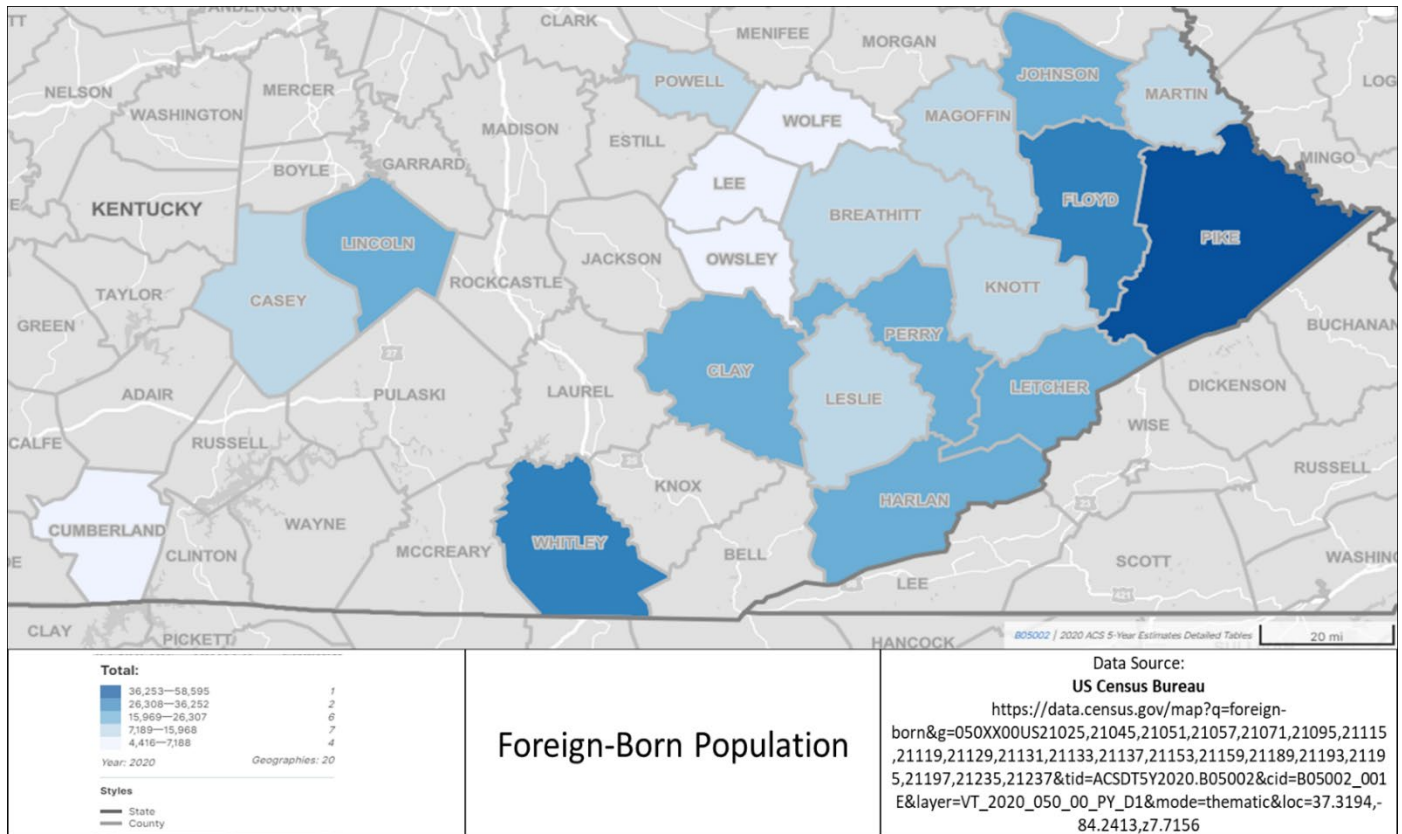 ANDERSON
CLARK
MENIFEE
MORGAN
JOHNSON
LOG
NELSON
MERCER
POWELL
MARTIN
WASHINGTON
MADISON
WOLFE
MAGOFFIN
ESTILL
BOYLE
GARRARD
MINGO
LEE
KENTUCKY
FLOYD
BREATHITT
PIKE
LINCOLN
OWSLEY
JACKSON
ROCKCASTLE
TAYLOR
CASEY
KNOTT
GREEN
BUCHANAN
PERRY
27
CLAY
DICKENSON
LETCHER
ADAIR
PULASKI
LAUREL
LESLIE
WISE
CALFE
RUSSELL
RUSSELL
25
KNOX
HARLAN
23
WAYNE
CUMBERLAND
WHITLEY
MCCREARY
BELL
CLINTON
SCOTT
WASHING
DE
LEE
421
CLAY
PICKETT
HANCOCK
B05002 | 2020 ACS 5-Year Estimates Detailed Tables
20 mi
Total:
36,253—58,595 1
26,308—36,252 2
15,969—26,307 6
7,189—15,968 7
4,416—7,188 4
Year: 2020 Geographies: 20
Styles
State
County
Foreign-Born Population
Data Source:
US Census Bureau
https://data.census.gov/map?q=foreign-
born&g=050XX00US21025,21045,21051,21057,21071,21095,21115
,21119,21129,21131,21133,21137,21153,21159,21189,21193,2119
5,21197,21235,21237&tid=ACSDT5Y2020.B05002&cid=B05002_001
E&layer=VT_2020_050_00_PY_D1&mode=thematic&loc=37.3194,-
84.2413,z7.7156